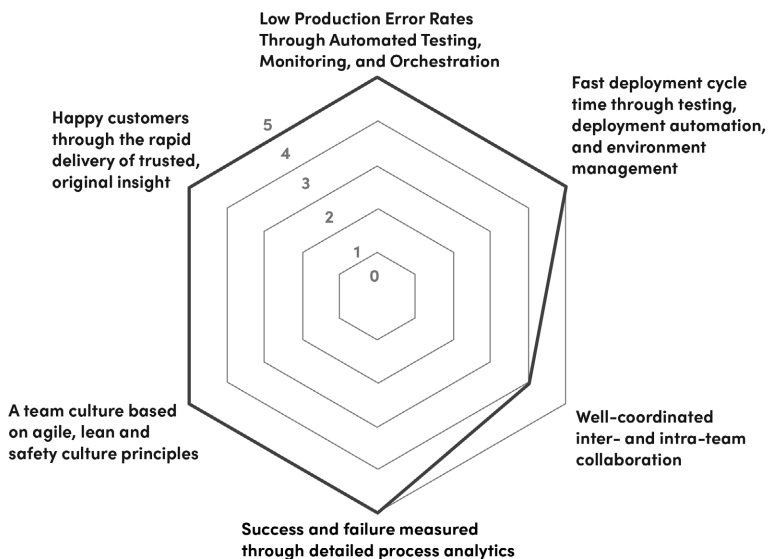 Low Production Error Rates
Through Automated Testing,
Monitoring, and Orchestration
Fast deployment cycle
time through testing,
deployment automation,
and environment
management
Happy customers
through the rapid
delivery of trusted,
original insight
5
4
3
2
1
0
A team culture based
on agile, lean and
safety culture principles
Well-coordinated
inter- and intra-team
collaboration
Success and failure measured
through detailed process analytics